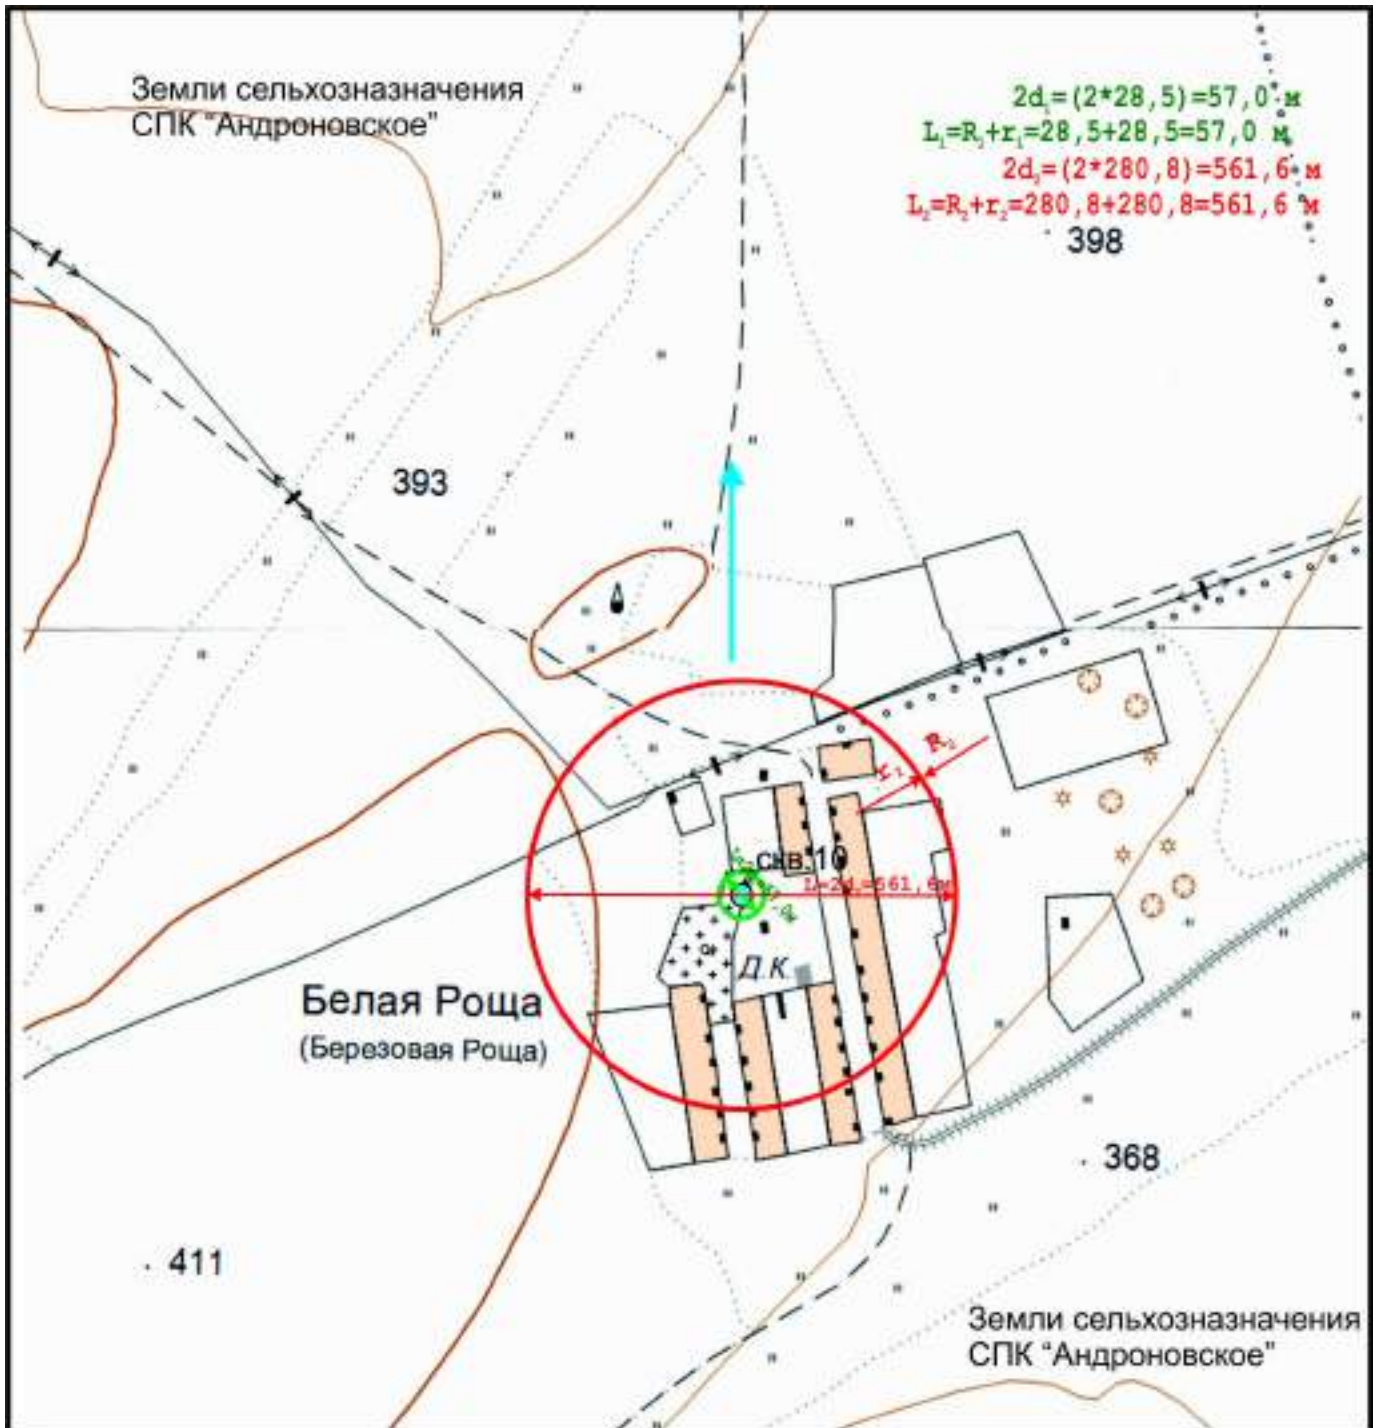 Земли сельхозназначения
СПК "Андроновское"
2d₁=(2*28,5)=57,0 м
L₁=R₁+r₁=28,5+28,5=57,0 м
2d₂=(2*280,8)=561,6 м
L₂=R₂+r₂=280,8+280,8=561,6 м
398
393
R₂
r₂
скв.10
L=2d₂=561,6м
Д.К.
Белая Роща
(Березовая Роща)
368
411
Земли сельхозназначения
СПК "Андроновское"